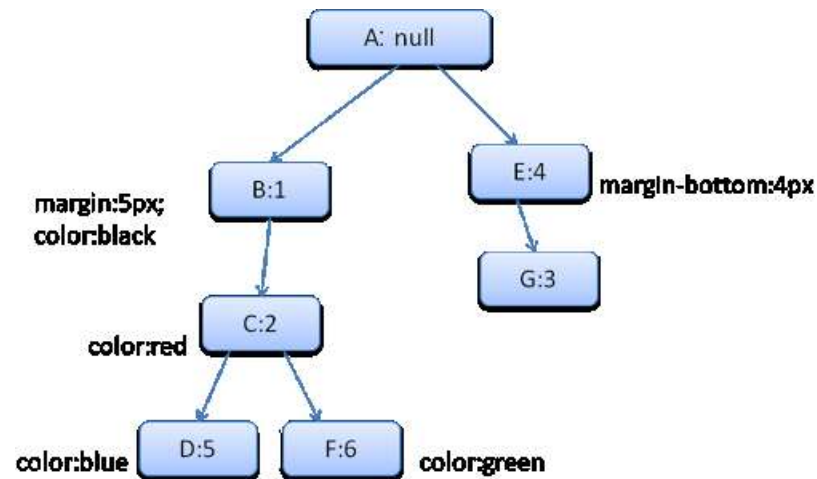 A: null
B:1
E:4
margin:5px;
color:black
margin-bottom:4px
G:3
C:2
color:red
D:5
F:6
color:blue
color:green